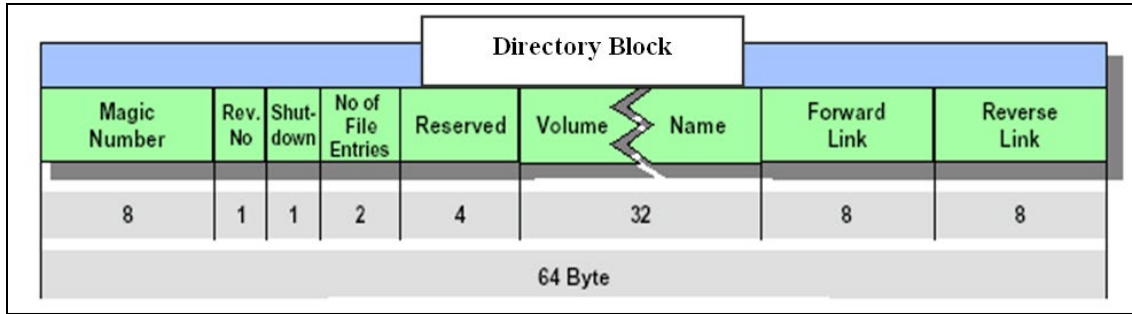 Directory Block
Magic Number
Rev. No
Shut-down
No of File Entries
Reserved
Volume Name
Forward Link
Reverse Link
8 1 1 2 4 32 8 8
64 Byte